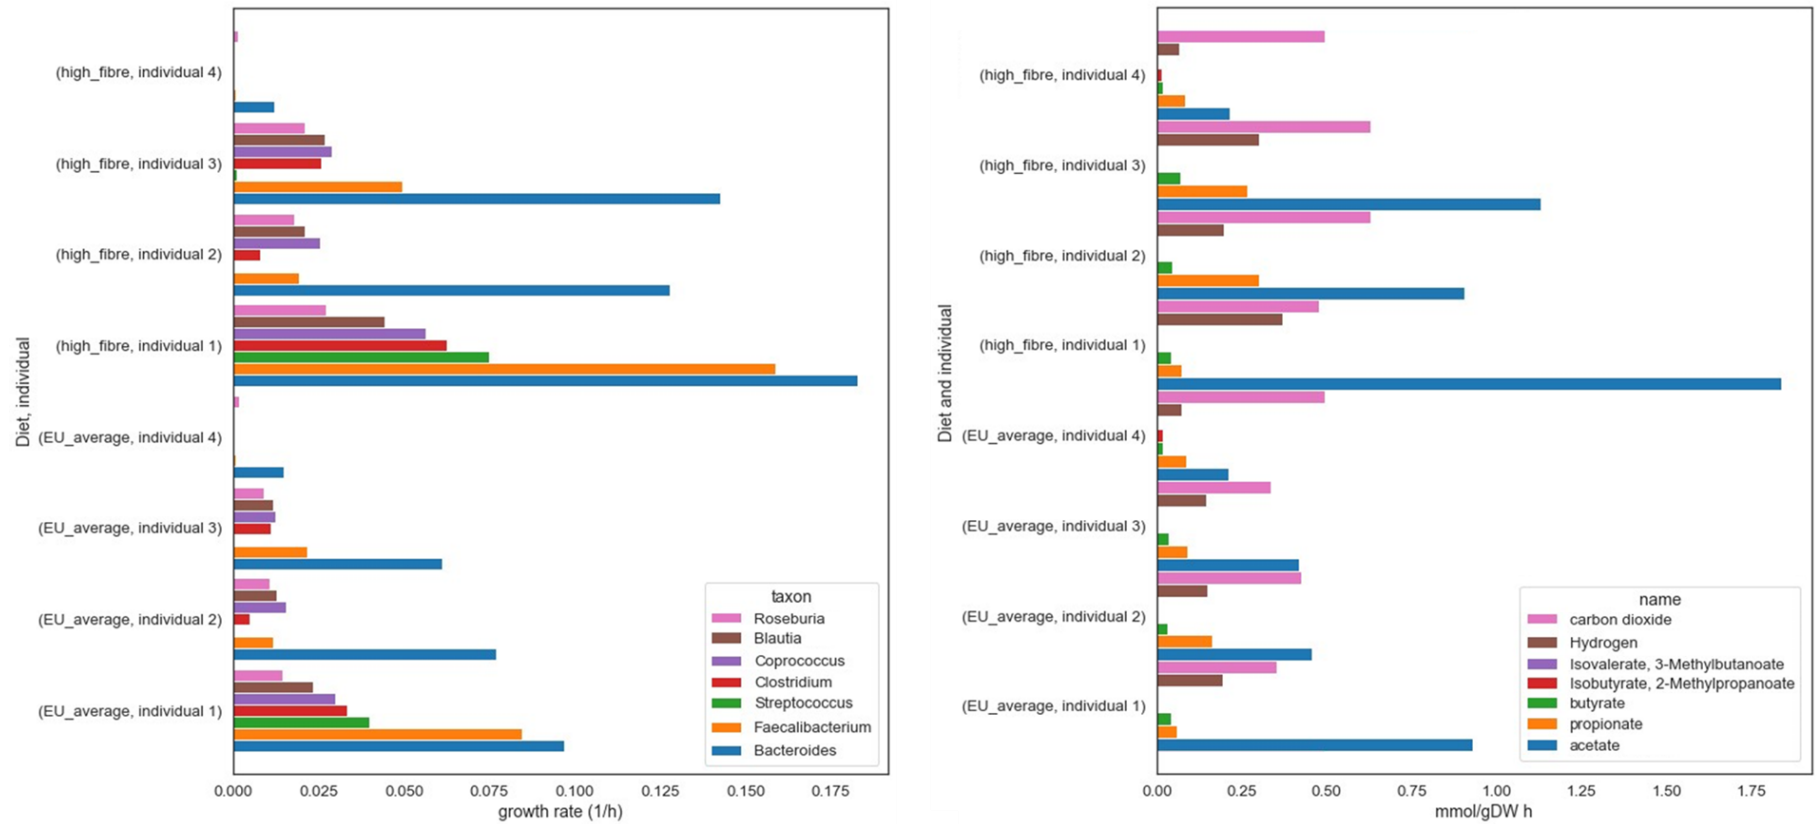 Diet, individual
(high_fibre, individual 4)
(high_fibre, individual 3)
(high_fibre, individual 2)
(high_fibre, individual 1)
(EU_average, individual 4)
(EU_average, individual 3)
(EU_average, individual 2)
(EU_average, individual 1)
taxon
Roseburia
Blautia
Coprococcus
Clostridium
Streptococcus
Faecalibacterium
Bacteroides
0.000 0.025 0.050 0.075 0.100 0.125 0.150 0.175
growth rate (1/h)
Diet and individual
(high_fibre, individual 4)
(high_fibre, individual 3)
(high_fibre, individual 2)
(high_fibre, individual 1)
(EU_average, individual 4)
(EU_average, individual 3)
(EU_average, individual 2)
(EU_average, individual 1)
name
carbon dioxide
Hydrogen
Isovalerate, 3-Methylbutanoate
Isobutyrate, 2-Methylpropanoate
butyrate
propionate
acetate
0.00 0.25 0.50 0.75 1.00 1.25 1.50 1.75
mmol/gDW h